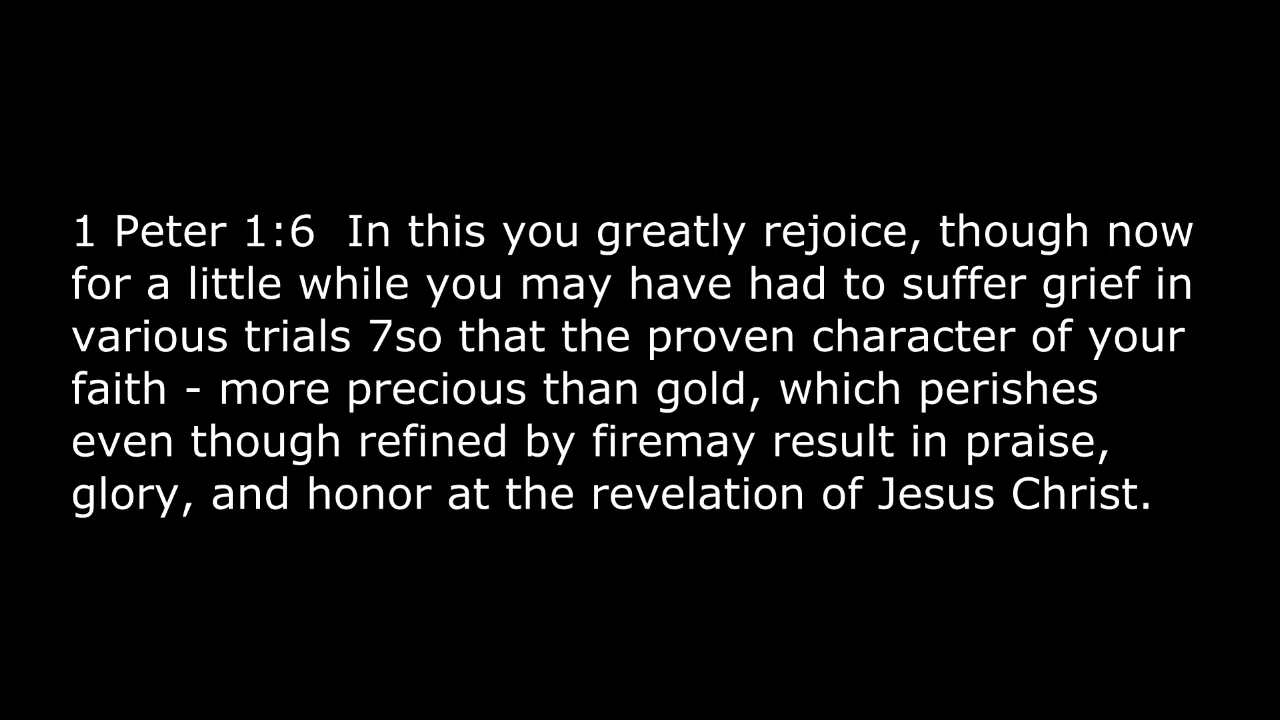 1 Peter 1:6  In this you greatly rejoice, though now
for a little while you may have had to suffer grief in
various trials 7so that the proven character of your
faith - more precious than gold, which perishes
even though refined by firemay result in praise,
glory, and honor at the revelation of Jesus Christ.